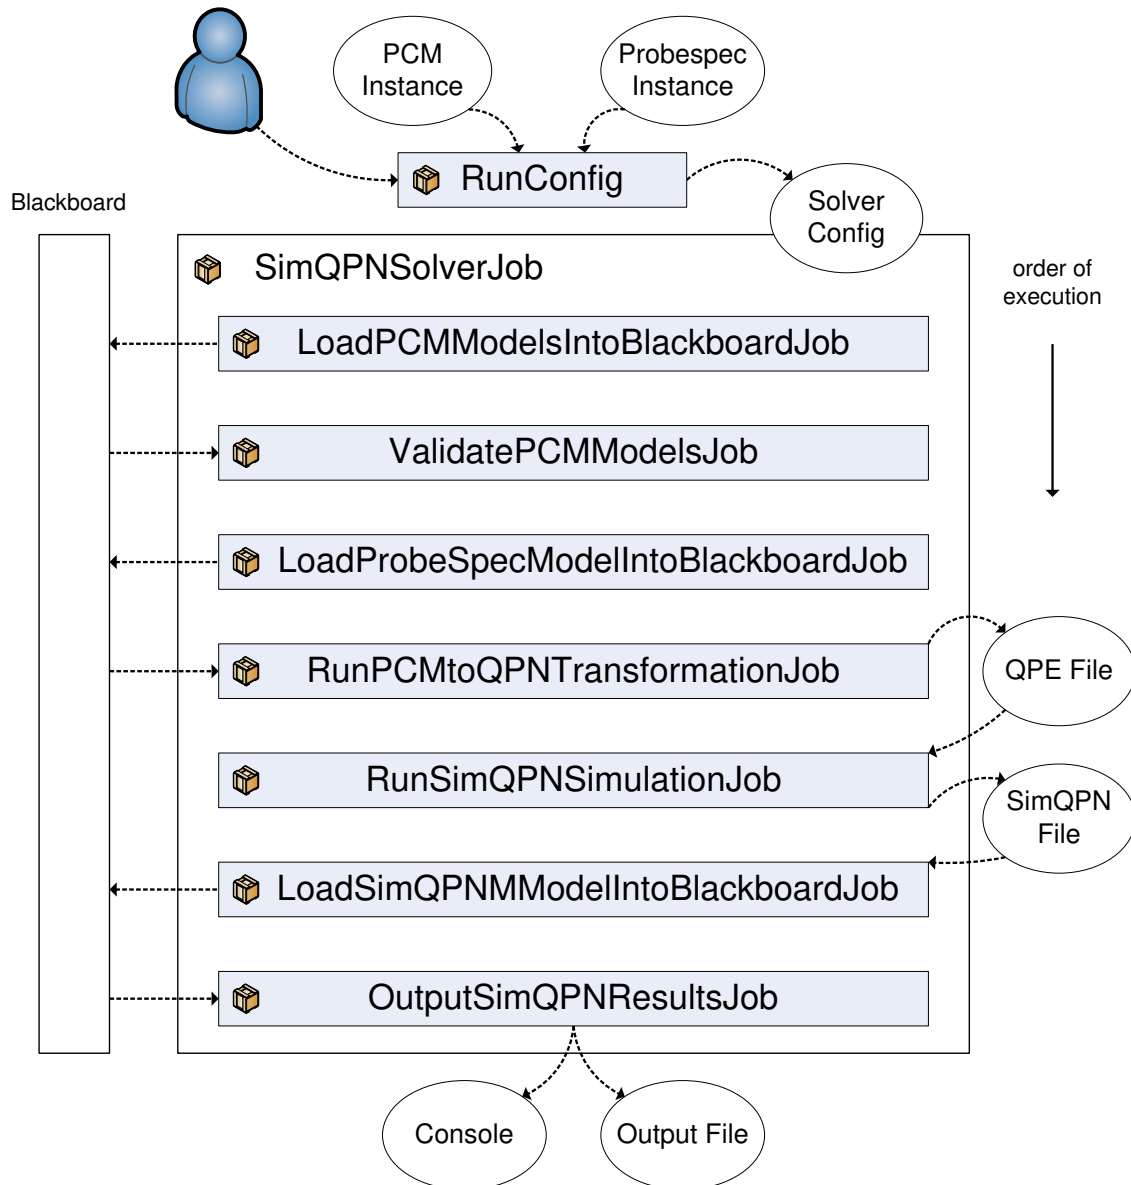 PCM
Instance
Probespec
Instance
RunConfig
Solver
Config
Blackboard
SimQPNSolverJob
order of
execution
LoadPCMModelsIntoBlackboardJob
ValidatePCMModelsJob
LoadProbeSpecModelIntoBlackboardJob
RunPCMtoQPNTransformationJob
QPE File
RunSimQPNSimulationJob
SimQPN
File
LoadSimQPNMModelIntoBlackboardJob
OutputSimQPNResultsJob
Console
Output File